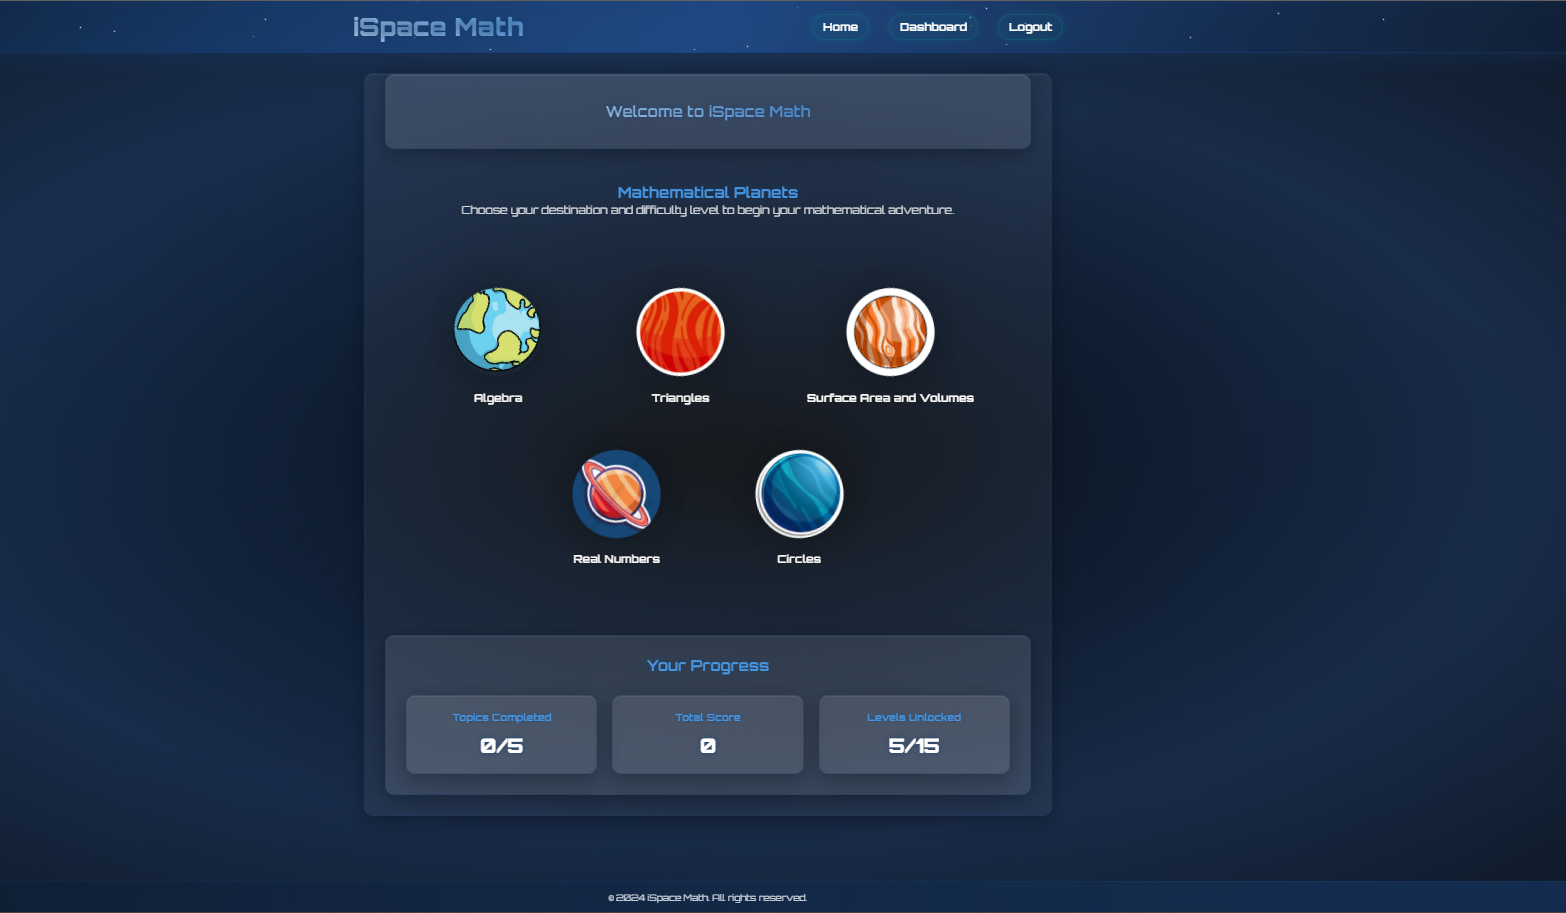 iSpace Math
Home Dashboard Logout
Welcome to iSpace Math
Mathematical Planets
Choose your destination and difficulty level to begin your mathematical adventure.
Algebra Triangles Surface Area and Volumes
Real Numbers Circles
Your Progress
Topics Completed Total Score Levels Unlocked
0/5 0 5/15
© 2024 iSpace Math. All rights reserved.